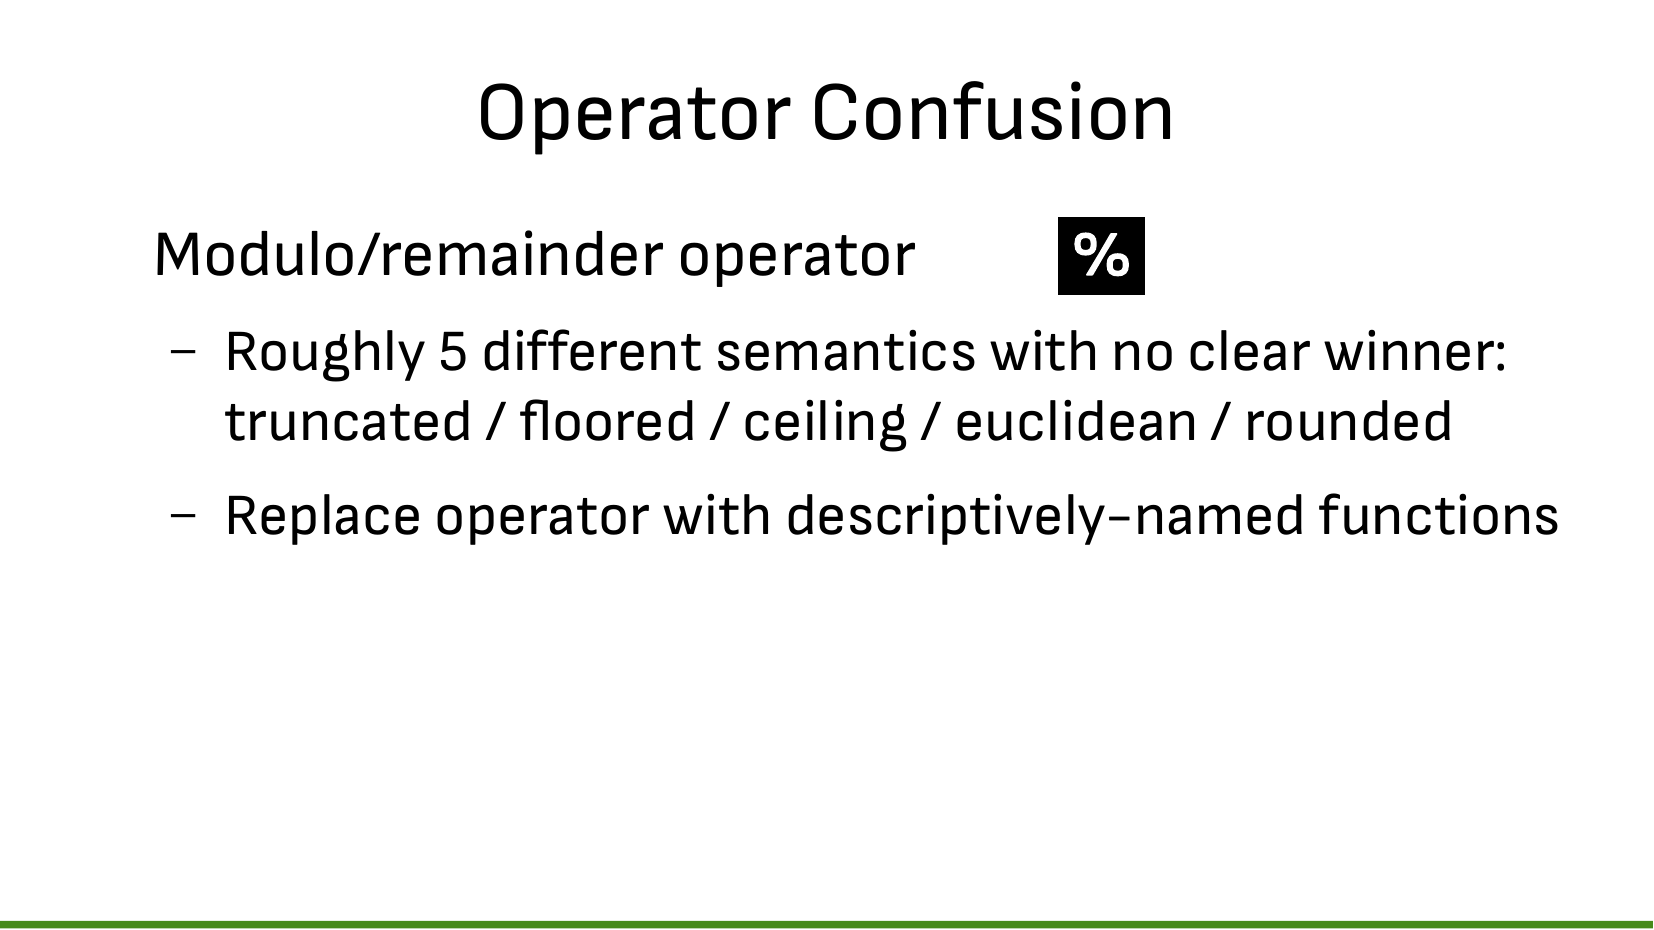 Operator Confusion
Modulo/remainder operator %
– Roughly 5 different semantics with no clear winner:
truncated / floored / ceiling / euclidean / rounded
– Replace operator with descriptively-named functions